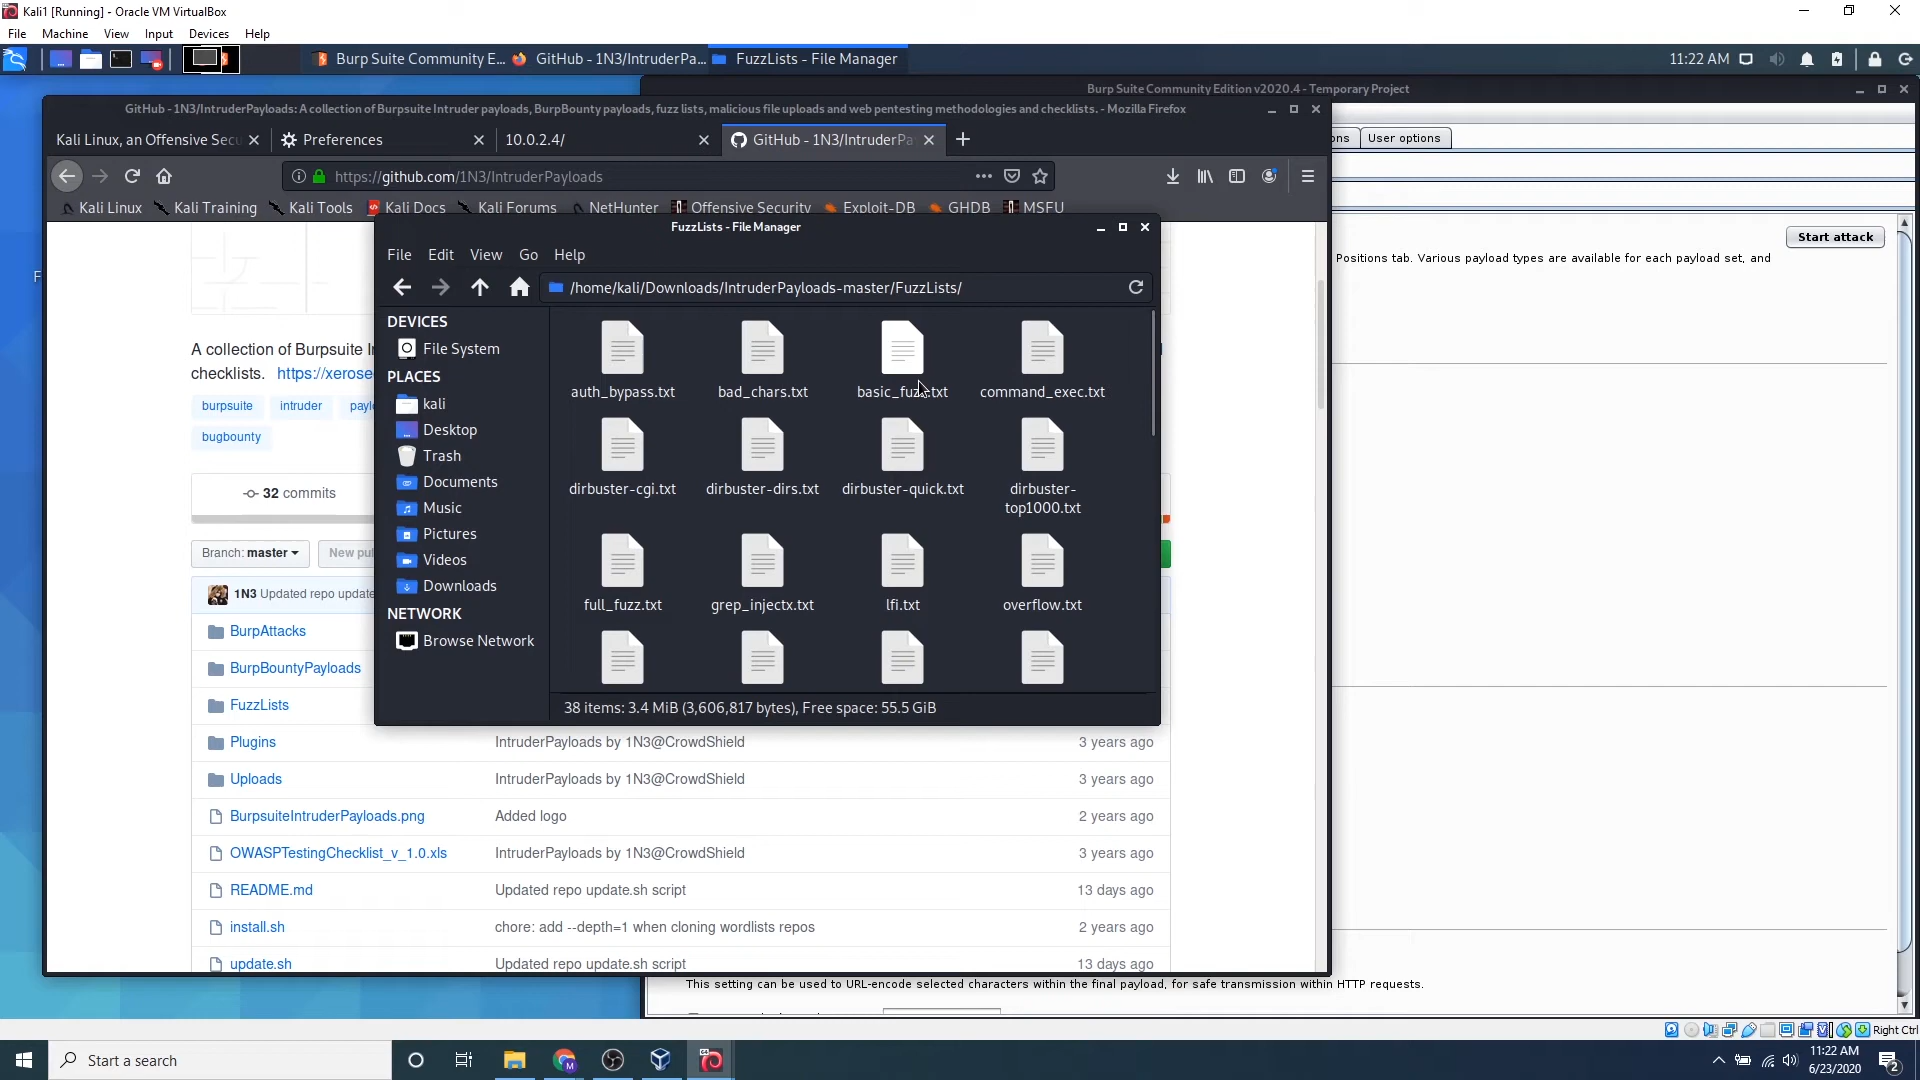 Kali1 [Running] - Oracle VM VirtualBox
File Machine View Input Devices Help
Burp Suite Community E... GitHub - 1N3/IntruderPa... FuzzLists - File Manager 11:22 AM
Burp Suite Community Edition v2020.4 - Temporary Project
GitHub - 1N3/IntruderPayloads: A collection of Burpsuite Intruder payloads, BurpBounty payloads, fuzz lists, malicious file uploads and web pentesting methodologies and checklists. - Mozilla Firefox
Kali Linux, an Offensive Secu Preferences 10.0.2.4/ GitHub - 1N3/IntruderPa
User options
https://github.com/1N3/IntruderPayloads
Kali Linux Kali Training Kali Tools Kali Docs Kali Forums NetHunter Offensive Security Exploit-DB GHDB MSFU
Start attack
Positions tab. Various payload types are available for each payload set, and
FuzzLists - File Manager
File Edit View Go Help
/home/kali/Downloads/IntruderPayloads-master/FuzzLists/
DEVICES
File System
PLACES
kali
Desktop
Trash
Documents
Music
Pictures
Videos
Downloads
NETWORK
Browse Network
auth_bypass.txt bad_chars.txt basic_fuzz.txt command_exec.txt
dirbuster-cgi.txt dirbuster-dirs.txt dirbuster-quick.txt dirbuster-
top1000.txt
full_fuzz.txt grep_injectx.txt lfi.txt overflow.txt
38 items: 3.4 MiB (3,606,817 bytes), Free space: 55.5 GiB
A collection of Burpsuite I
checklists. https://xerose
burpsuite intruder paylo
bugbounty
32 commits
Branch: master New pul
1N3 Updated repo update
BurpAttacks
BurpBountyPayloads
FuzzLists
Plugins IntruderPayloads by 1N3@CrowdShield 3 years ago
Uploads IntruderPayloads by 1N3@CrowdShield 3 years ago
BurpsuiteIntruderPayloads.png Added logo 2 years ago
OWASPTestingChecklist_v_1.0.xls IntruderPayloads by 1N3@CrowdShield 3 years ago
README.md Updated repo update.sh script 13 days ago
install.sh chore: add --depth=1 when cloning wordlists repos 2 years ago
update.sh Updated repo update.sh script 13 days ago
This setting can be used to URL-encode selected characters within the final payload, for safe transmission within HTTP requests.
Right Ctrl
Start a search
11:22 AM
6/23/2020
2